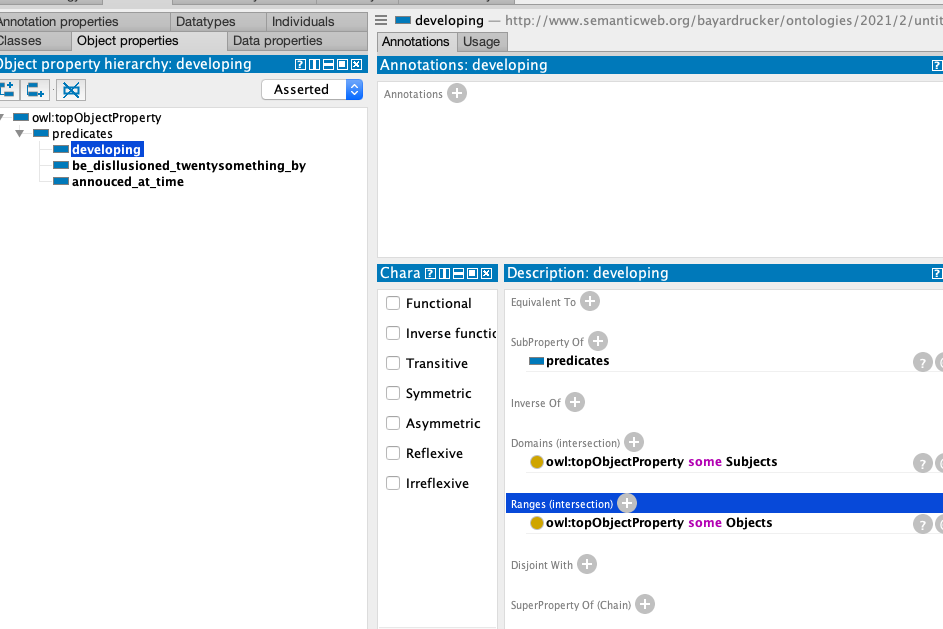 Annotation properties Datatypes Individuals
Classes Object properties Data properties
Object property hierarchy: developing
Asserted
owl:topObjectProperty
predicates
developing
be_disllusioned_twentysomething_by
annouced_at_time
developing — http://www.semanticweb.org/bayardrucker/ontologies/2021/2/untit
Annotations Usage
Annotations: developing
Annotations
Chara
Functional
Inverse functio
Transitive
Symmetric
Asymmetric
Reflexive
Irreflexive
Description: developing
Equivalent To
SubProperty Of
predicates
Inverse Of
Domains (intersection)
owl:topObjectProperty some Subjects
Ranges (intersection)
owl:topObjectProperty some Objects
Disjoint With
SuperProperty Of (Chain)